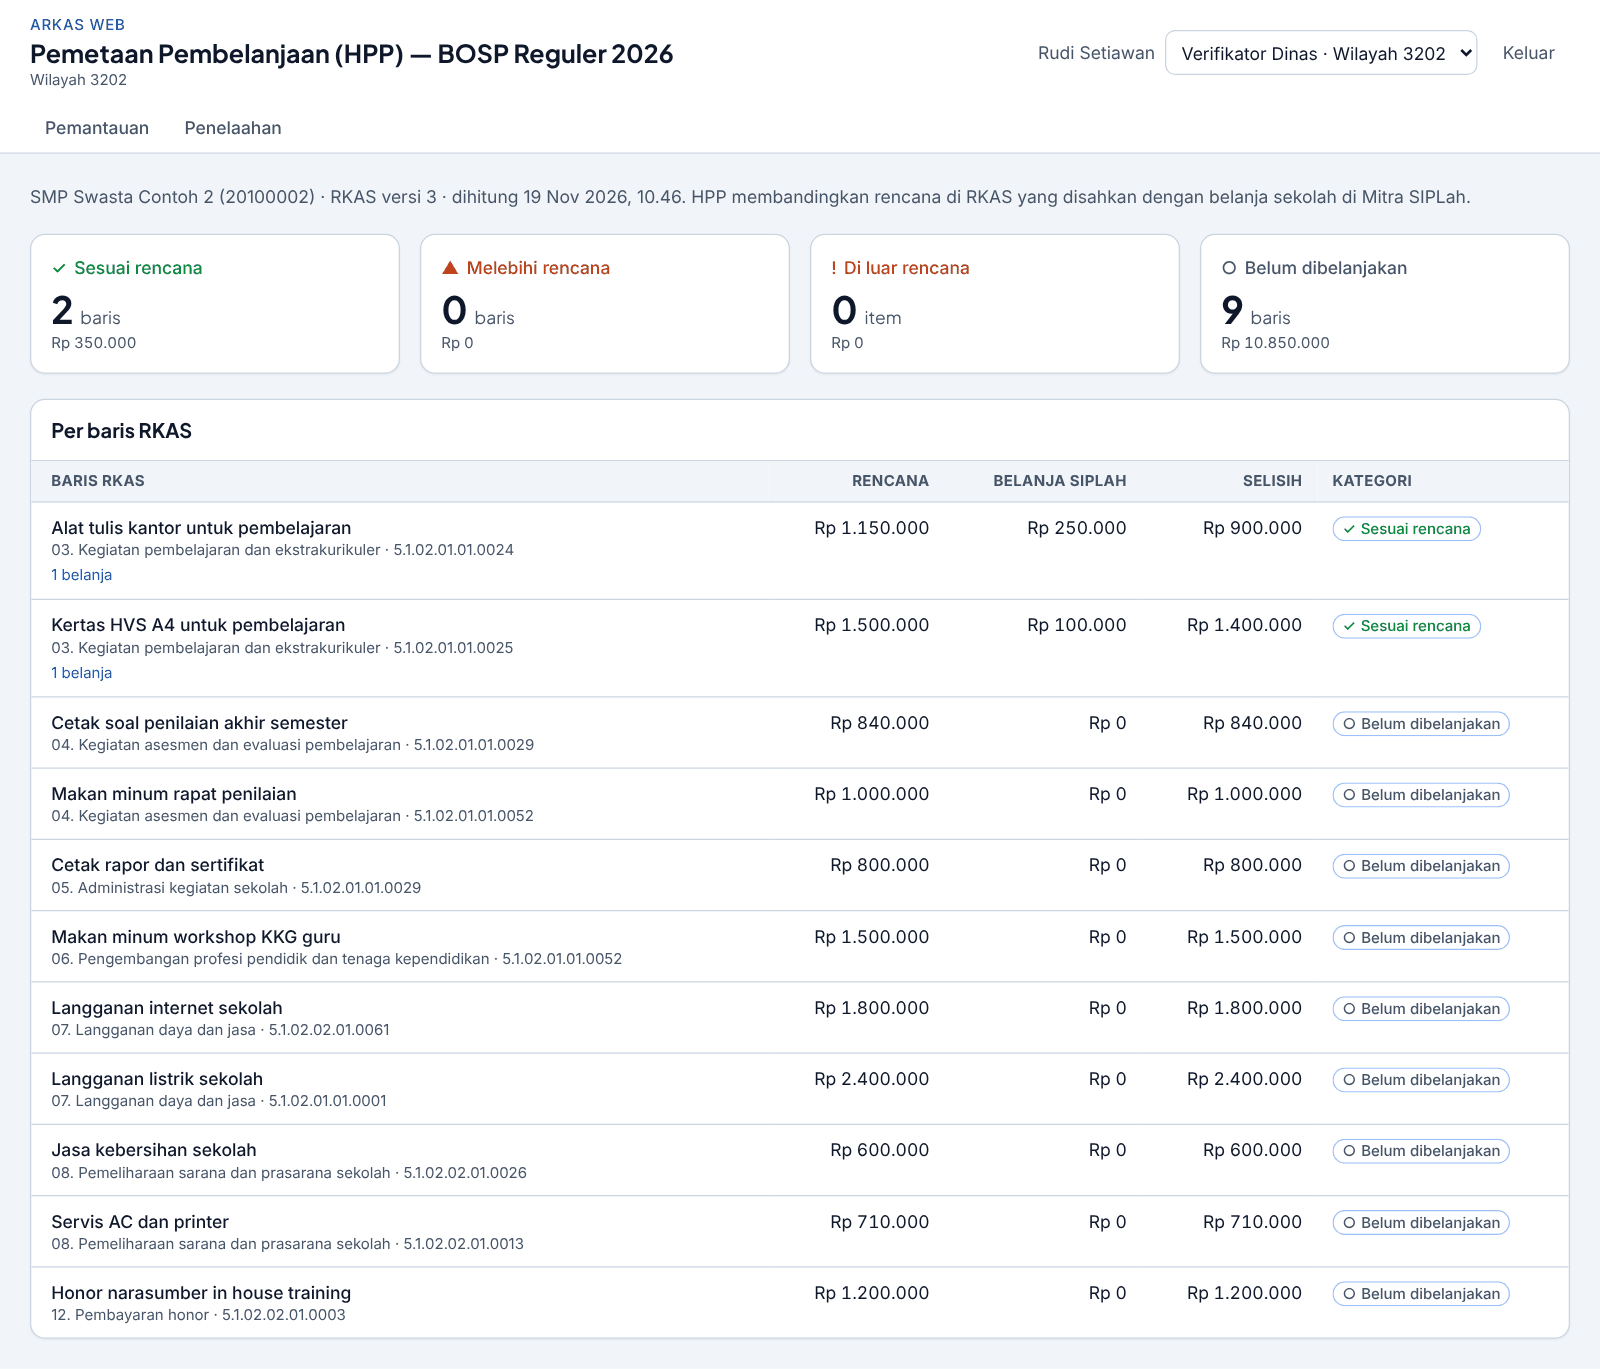 ARKAS WEB
Pemetaan Pembelanjaan (HPP) — BOSP Reguler 2026
Wilayah 3202
Rudi Setiawan
Verifikator Dinas · Wilayah 3202
Keluar
Pemantauan
Penelaahan
SMP Swasta Contoh 2 (20100002) · RKAS versi 3 · dihitung 19 Nov 2026, 10.46. HPP membandingkan rencana di RKAS yang disahkan dengan belanja sekolah di Mitra SIPLah.
✓ Sesuai rencana
2 baris
Rp 350.000
▲ Melebihi rencana
0 baris
Rp 0
! Di luar rencana
0 item
Rp 0
○ Belum dibelanjakan
9 baris
Rp 10.850.000
Per baris RKAS
BARIS RKAS RENCANA BELANJA SIPLAH SELISIH KATEGORI
Alat tulis kantor untuk pembelajaran Rp 1.150.000 Rp 250.000 Rp 900.000 ✓ Sesuai rencana
03. Kegiatan pembelajaran dan ekstrakurikuler · 5.1.02.01.01.0024
1 belanja
Kertas HVS A4 untuk pembelajaran Rp 1.500.000 Rp 100.000 Rp 1.400.000 ✓ Sesuai rencana
03. Kegiatan pembelajaran dan ekstrakurikuler · 5.1.02.01.01.0025
1 belanja
Cetak soal penilaian akhir semester Rp 840.000 Rp 0 Rp 840.000 ○ Belum dibelanjakan
04. Kegiatan asesmen dan evaluasi pembelajaran · 5.1.02.01.01.0029
Makan minum rapat penilaian Rp 1.000.000 Rp 0 Rp 1.000.000 ○ Belum dibelanjakan
04. Kegiatan asesmen dan evaluasi pembelajaran · 5.1.02.01.01.0052
Cetak rapor dan sertifikat Rp 800.000 Rp 0 Rp 800.000 ○ Belum dibelanjakan
05. Administrasi kegiatan sekolah · 5.1.02.01.01.0029
Makan minum workshop KKG guru Rp 1.500.000 Rp 0 Rp 1.500.000 ○ Belum dibelanjakan
06. Pengembangan profesi pendidik dan tenaga kependidikan · 5.1.02.01.01.0052
Langganan internet sekolah Rp 1.800.000 Rp 0 Rp 1.800.000 ○ Belum dibelanjakan
07. Langganan daya dan jasa · 5.1.02.02.01.0061
Langganan listrik sekolah Rp 2.400.000 Rp 0 Rp 2.400.000 ○ Belum dibelanjakan
07. Langganan daya dan jasa · 5.1.02.01.01.0001
Jasa kebersihan sekolah Rp 600.000 Rp 0 Rp 600.000 ○ Belum dibelanjakan
08. Pemeliharaan sarana dan prasarana sekolah · 5.1.02.02.01.0026
Servis AC dan printer Rp 710.000 Rp 0 Rp 710.000 ○ Belum dibelanjakan
08. Pemeliharaan sarana dan prasarana sekolah · 5.1.02.02.01.0013
Honor narasumber in house training Rp 1.200.000 Rp 0 Rp 1.200.000 ○ Belum dibelanjakan
12. Pembayaran honor · 5.1.02.02.01.0003